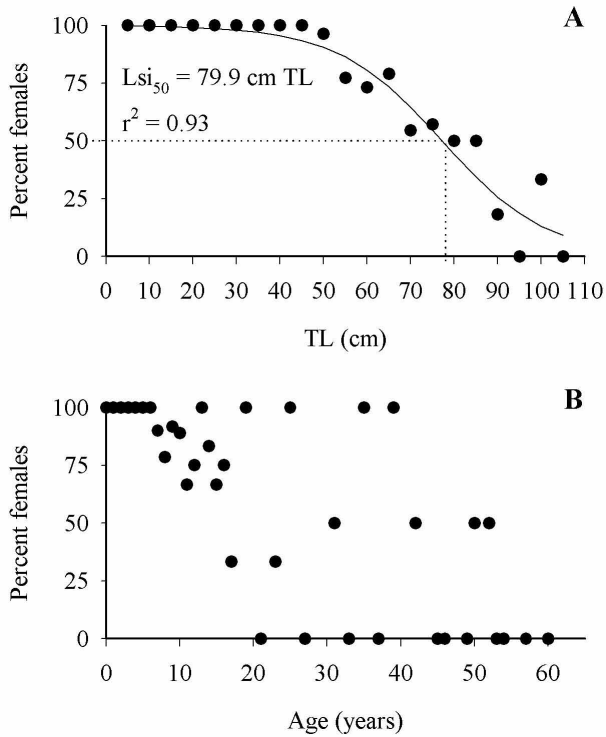 A
100
75
50
25
0
Percent females
Lsi50 = 79.9 cm TL
r2 = 0.93
0 10 20 30 40 50 60 70 80 90 100 110
TL (cm)
B
100
75
50
25
0
Percent females
0 10 20 30 40 50 60
Age (years)